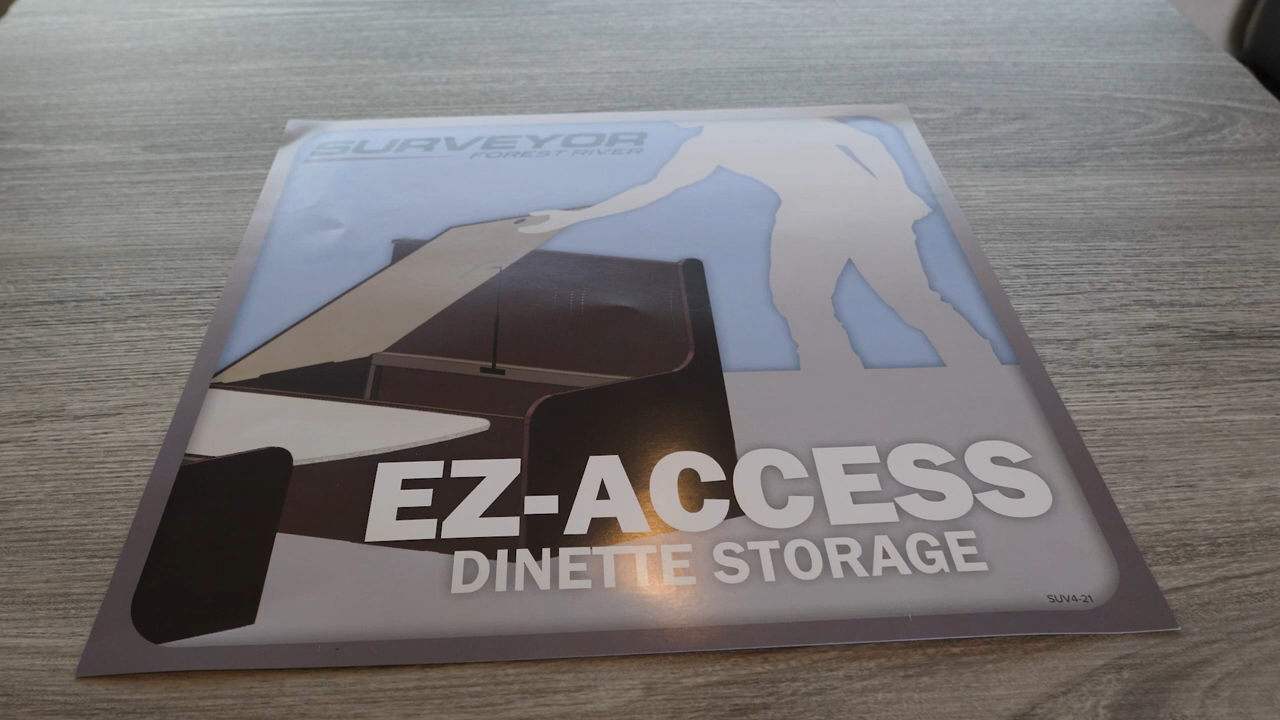 SURVEYOR
FOREST RIVER
EZ-ACCESS
DINETTE STORAGE
SUV4-21